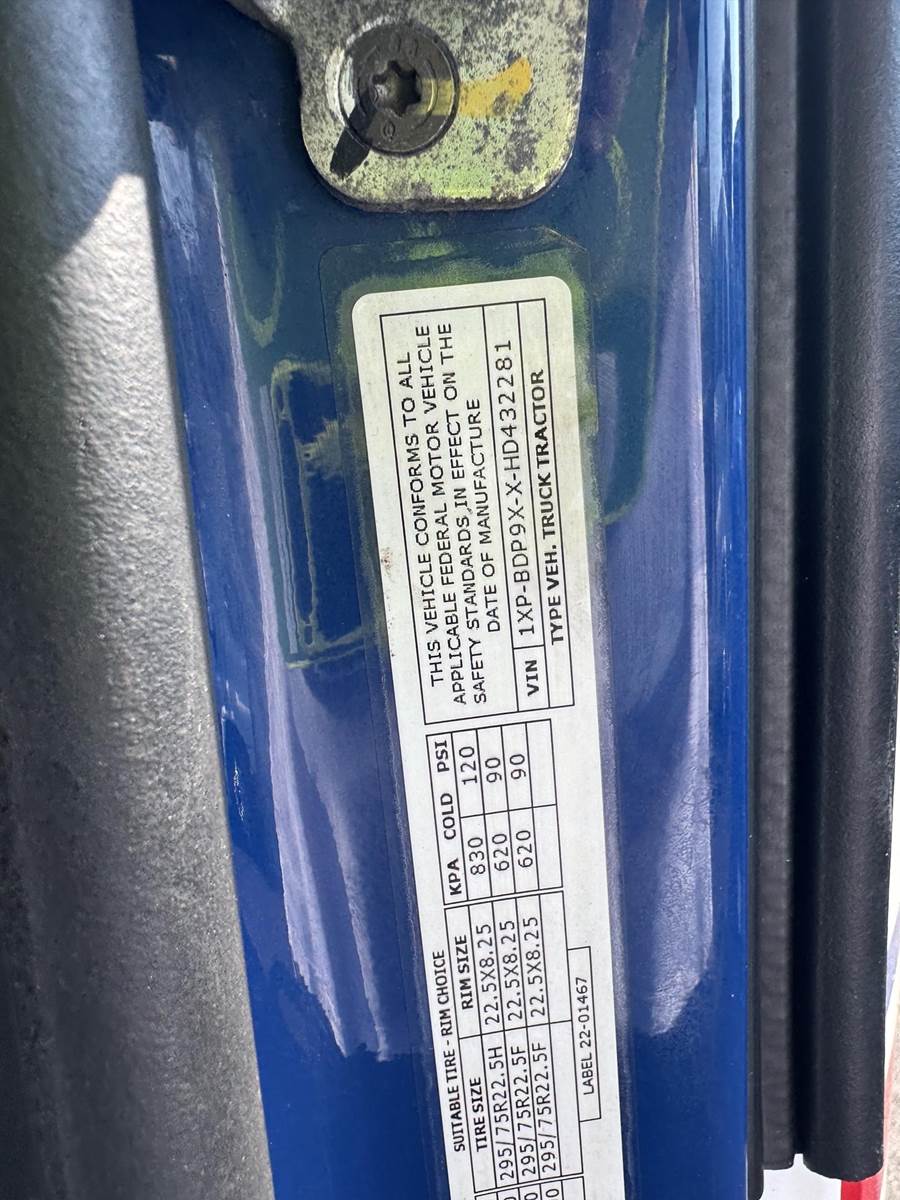 THIS VEHICLE CONFORMS TO ALL
APPLICABLE FEDERAL MOTOR VEHICLE
SAFETY STANDARDS IN EFFECT ON THE
DATE OF MANUFACTURE
VIN 1XP-BDP9X-X-HD432281
TYPE VEH. TRUCK TRACTOR
SUITABLE TIRE - RIM CHOICE
TIRE SIZE RIM SIZE KPA COLD PSI
295/75R22.5H 22.5X8.25 830 120
295/75R22.5F 22.5X8.25 620 90
295/75R22.5F 22.5X8.25 620 90
LABEL 22-01467